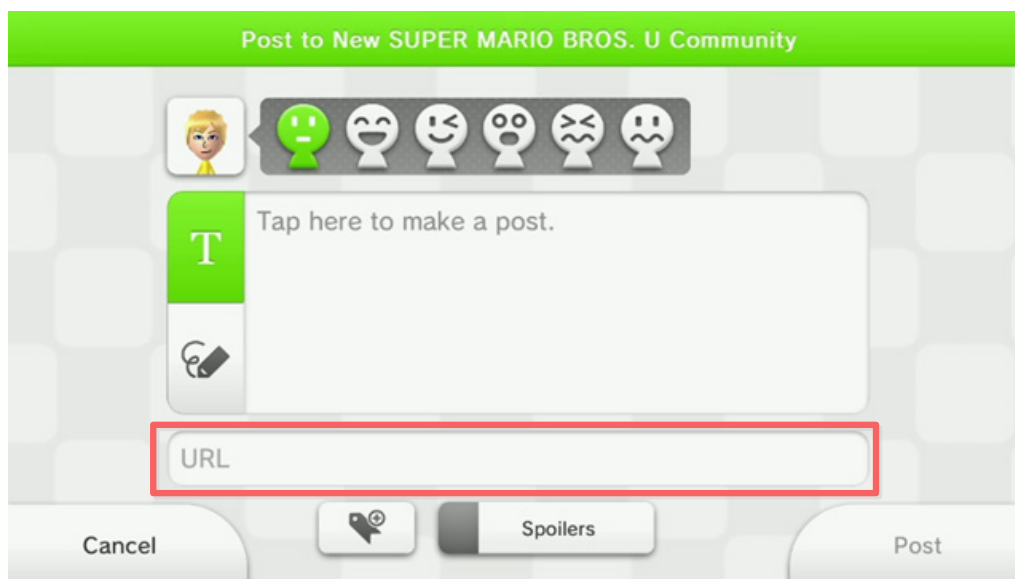 Post to New SUPER MARIO BROS. U Community
T
Tap here to make a post.
URL
Cancel
Spoilers
Post